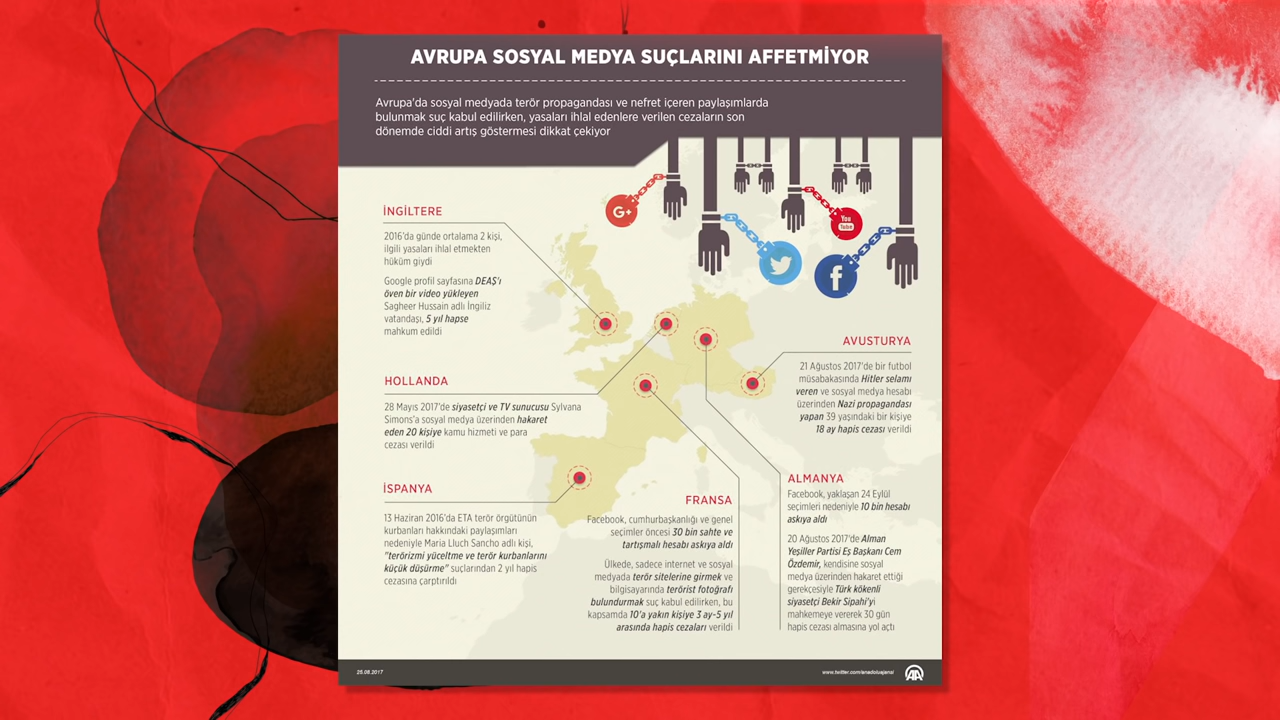 AVRUPA SOSYAL MEDYA SUÇLARINI AFFETMİYOR
Avrupa'da sosyal medyada terör propagandası ve nefret içeren paylaşımlarda
bulunmak suç kabul edilirken, yasaları ihlal edenlere verilen cezaların son
dönemde ciddi artış göstermesi dikkat çekiyor
G+
You
Tube
f
İNGİLTERE
2016'da günde ortalama 2 kişi,
ilgili yasaları ihlal etmekten
hüküm giydi
Google profil sayfasına DEAŞ'ı
öven bir video yükleyen
Sagheer Hussain adlı İngiliz
vatandaşı, 5 yıl hapse
mahkum edildi
HOLLANDA
28 Mayıs 2017'de siyasetçi ve TV sunucusu Sylvana
Simons'a sosyal medya üzerinden hakaret
eden 20 kişiye kamu hizmeti ve para
cezası verildi
İSPANYA
13 Haziran 2016'da ETA terör örgütünün
kurbanları hakkındaki paylaşımları
nedeniyle Maria Lluch Sancho adlı kişi,
"terörizmi yüceltme ve terör kurbanlarını
küçük düşürme" suçlarından 2 yıl hapis
cezasına çarptırıldı
FRANSA
Facebook, cumhurbaşkanlığı ve genel
seçimler öncesi 30 bin sahte ve
tartışmalı hesabı askıya aldı
Ülkede, sadece internet ve sosyal
medyada terör sitelerine girmek ve
bilgisayarında terörist fotoğrafı
bulundurmak suç kabul edilirken, bu
kapsamda 10'a yakın kişiye 3 ay-5 yıl
arasında hapis cezaları verildi
AVUSTURYA
21 Ağustos 2017'de bir futbol
müsabakasında Hitler selamı
veren ve sosyal medya hesabı
üzerinden Nazi propagandası
yapan 39 yaşındaki bir kişiye
18 ay hapis cezası verildi
ALMANYA
Facebook, yaklaşan 24 Eylül
seçimleri nedeniyle 10 bin hesabı
askıya aldı
20 Ağustos 2017'de Alman
Yeşiller Partisi Eş Başkanı Cem
Özdemir, kendisine sosyal
medya üzerinden hakaret ettiği
gerekçesiyle Türk kökenli
siyasetçi Bekir Sipahi'yi
mahkemeye vererek 30 gün
hapis cezası almasına yol açtı
25.08.2017
www.twitter.com/anadoluajansi
AA